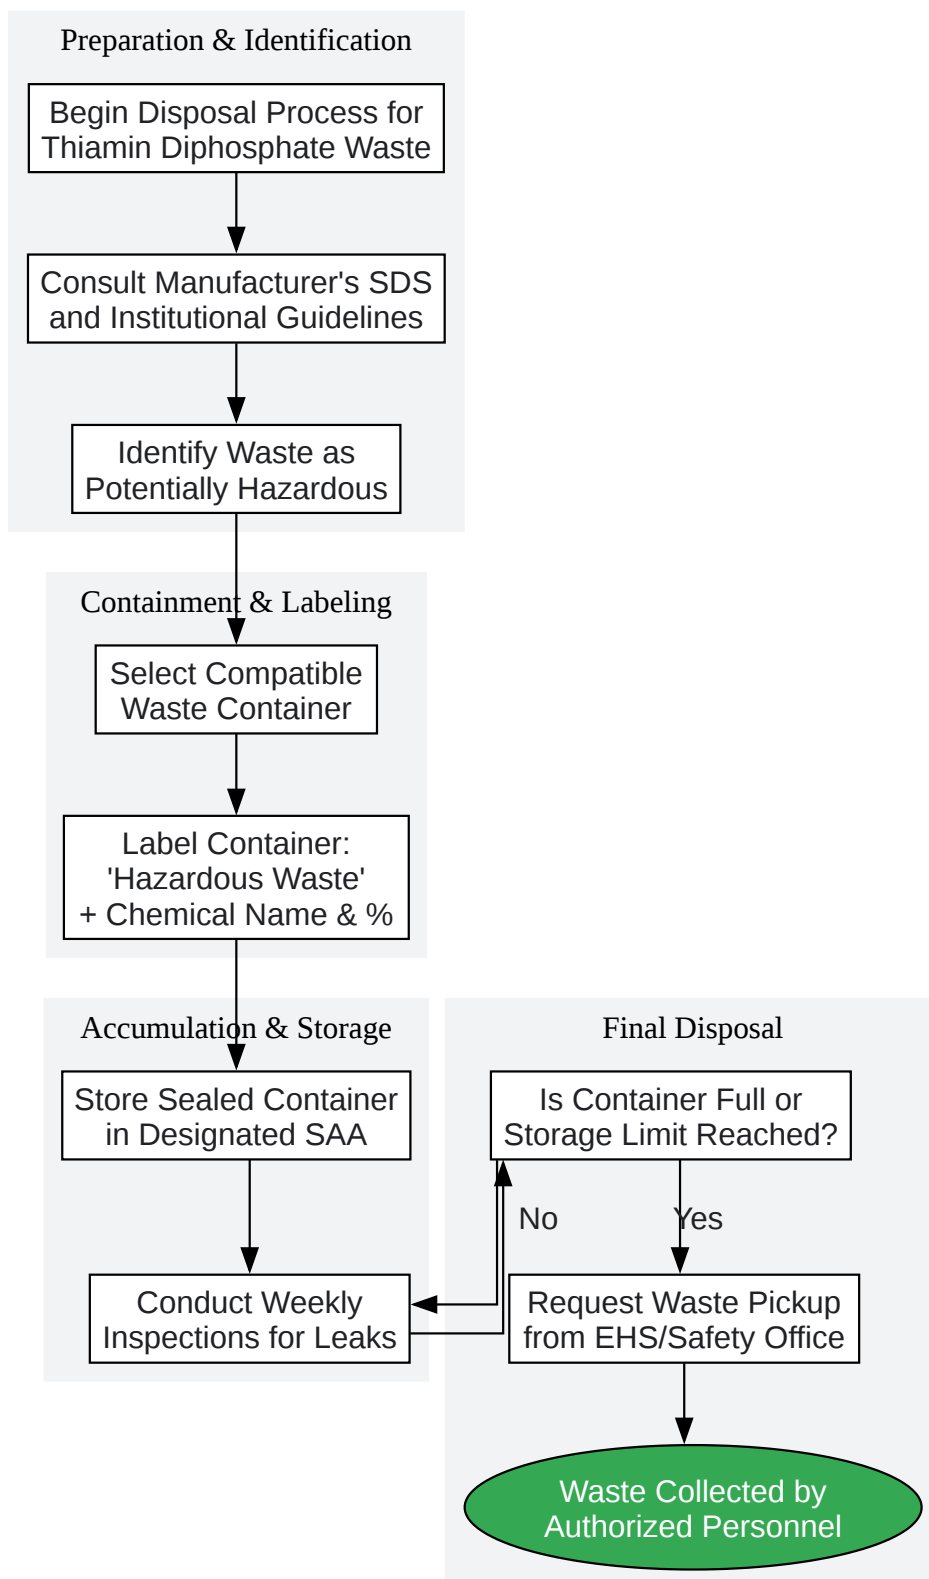 Preparation & Identification
Begin Disposal Process for
Thiamin Diphosphate Waste
Consult Manufacturer's SDS
and Institutional Guidelines
Identify Waste as
Potentially Hazardous
Containment & Labeling
Select Compatible
Waste Container
Label Container:
'Hazardous Waste'
+ Chemical Name & %
Accumulation & Storage
Store Sealed Container
in Designated SAA
Conduct Weekly
Inspections for Leaks
Final Disposal
Is Container Full or
Storage Limit Reached?
No
Yes
Request Waste Pickup
from EHS/Safety Office
Waste Collected by
Authorized Personnel